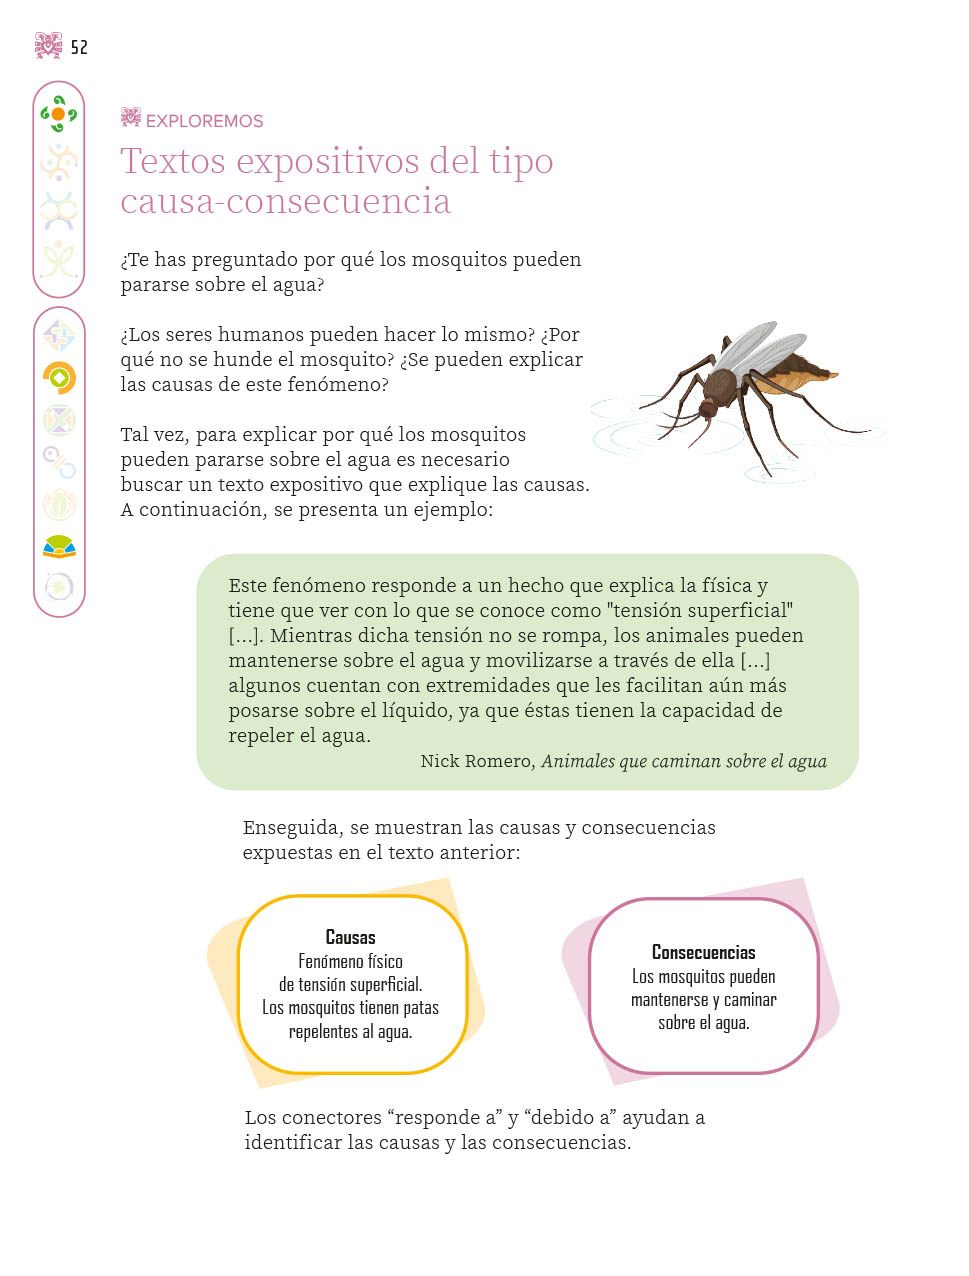 52
EXPLOREMOS
Textos expositivos del tipo
causa-consecuencia
¿Te has preguntado por qué los mosquitos pueden
pararse sobre el agua?
¿Los seres humanos pueden hacer lo mismo? ¿Por
qué no se hunde el mosquito? ¿Se pueden explicar
las causas de este fenómeno?
Tal vez, para explicar por qué los mosquitos
pueden pararse sobre el agua es necesario
buscar un texto expositivo que explique las causas.
A continuación, se presenta un ejemplo:
Este fenómeno responde a un hecho que explica la física y
tiene que ver con lo que se conoce como "tensión superficial"
[...]. Mientras dicha tensión no se rompa, los animales pueden
mantenerse sobre el agua y movilizarse a través de ella [...]
algunos cuentan con extremidades que les facilitan aún más
posarse sobre el líquido, ya que éstas tienen la capacidad de
repeler el agua.
Nick Romero, Animales que caminan sobre el agua
Enseguida, se muestran las causas y consecuencias
expuestas en el texto anterior:
Causas
Fenómeno físico
de tensión superficial.
Los mosquitos tienen patas
repelentes al agua.
Consecuencias
Los mosquitos pueden
mantenerse y caminar
sobre el agua.
Los conectores “responde a” y “debido a” ayudan a
identificar las causas y las consecuencias.